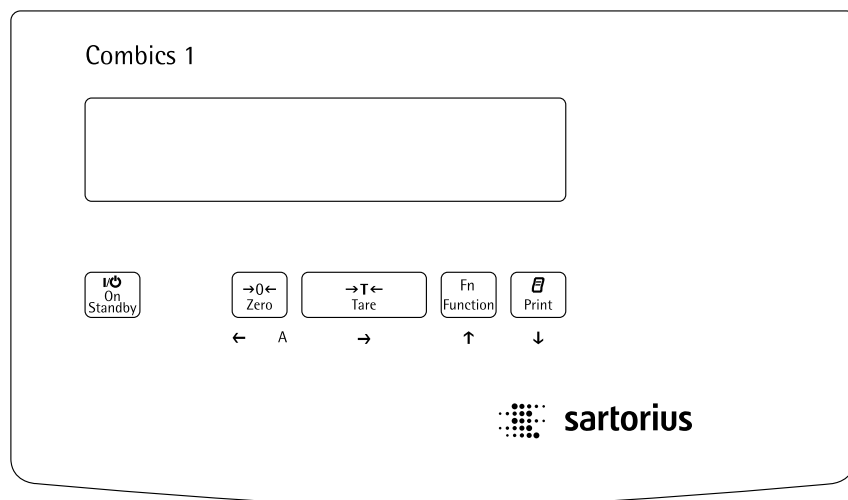 Combics 1
I/⏻
On
Standby
→0←
Zero
→T←
Tare
Fn
Function
Print
← A → ↑ ↓
sartorius